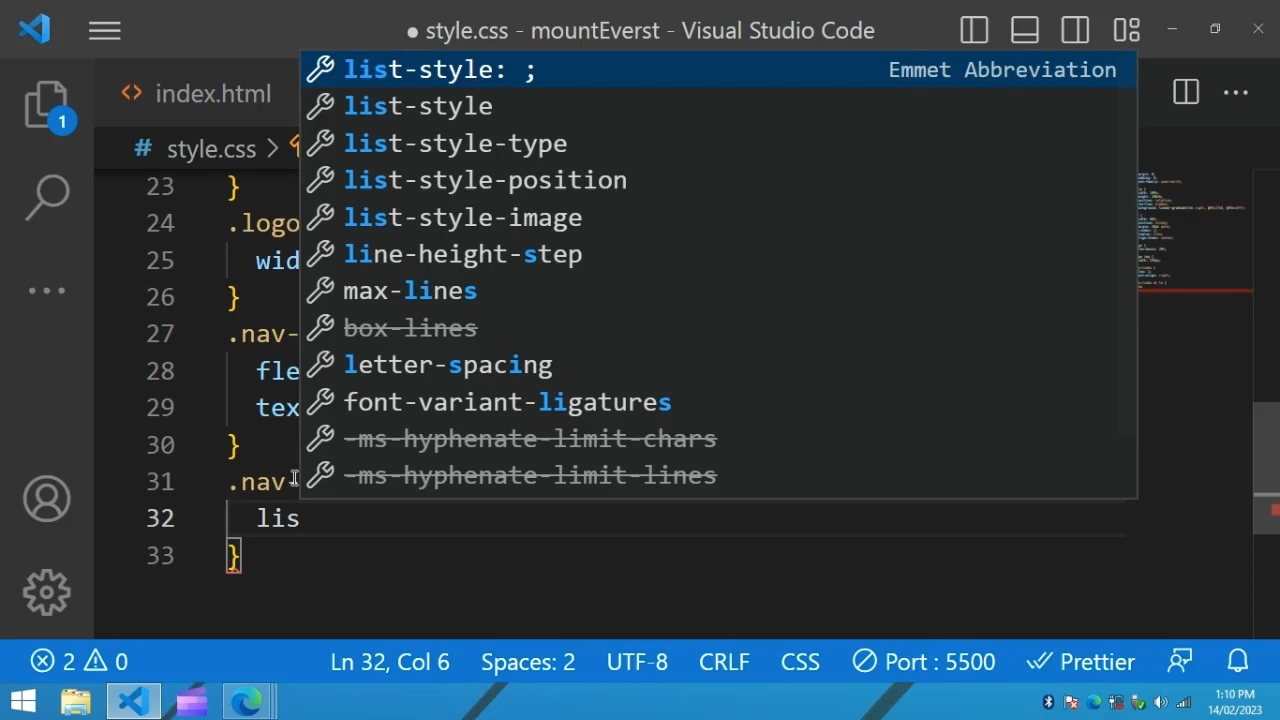 ● style.css - mountEverst - Visual Studio Code
list-style: ; Emmet Abbreviation
<> index.html
list-style
list-style-type
# style.css >
list-style-position
23 }
list-style-image
24 .logo
line-height-step
25 wid
max-lines
26 }
box-lines
27 .nav-
letter-spacing
28 fle
font-variant-ligatures
29 tex
-ms-hyphenate-limit-chars
30 }
-ms-hyphenate-limit-lines
31 .nav-
32 lis
33 }
1
2 0 Ln 32, Col 6 Spaces: 2 UTF-8 CRLF CSS Port : 5500 Prettier
1:10 PM
14/02/2023